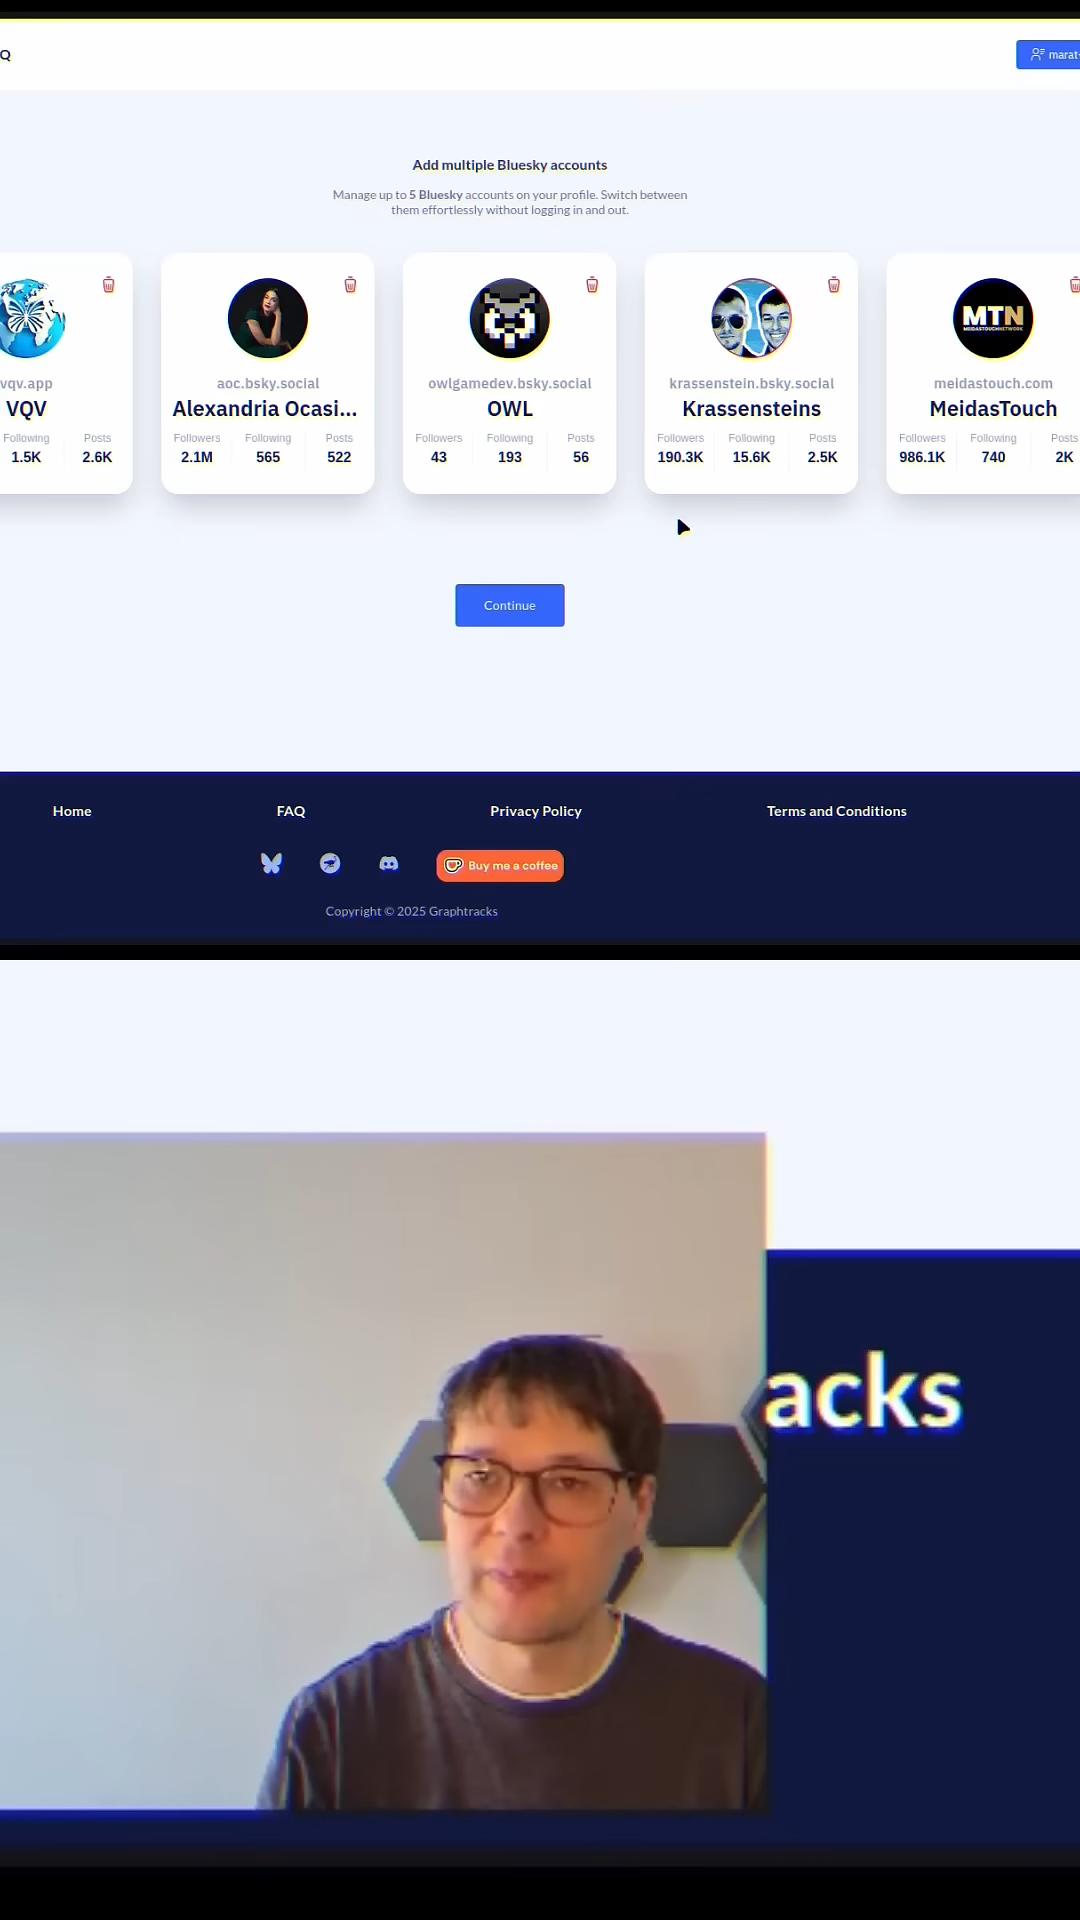 Q
marat
Add multiple Bluesky accounts
Manage up to 5 Bluesky accounts on your profile. Switch between
them effortlessly without logging in and out.
MTN
MEIDASTOUCHNETWORK
vqv.app
aoc.bsky.social
owlgamedev.bsky.social
krassenstein.bsky.social
meidastouch.com
VQV
Alexandria Ocasi...
OWL
Krassensteins
MeidasTouch
Following Posts
Followers Following Posts
Followers Following Posts
Followers Following Posts
Followers Following Posts
1.5K 2.6K
2.1M 565 522
43 193 56
190.3K 15.6K 2.5K
986.1K 740 2K
Continue
Home
FAQ
Privacy Policy
Terms and Conditions
Buy me a coffee
Copyright © 2025 Graphtracks
acks